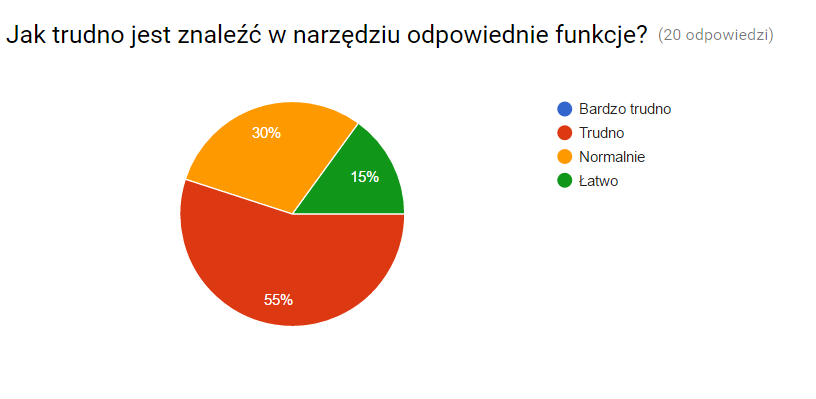 Jak trudno jest znaleźć w narzędziu odpowiednie funkcje? (20 odpowiedzi)
Bardzo trudno
Trudno
Normalnie
Łatwo
30%
15%
55%